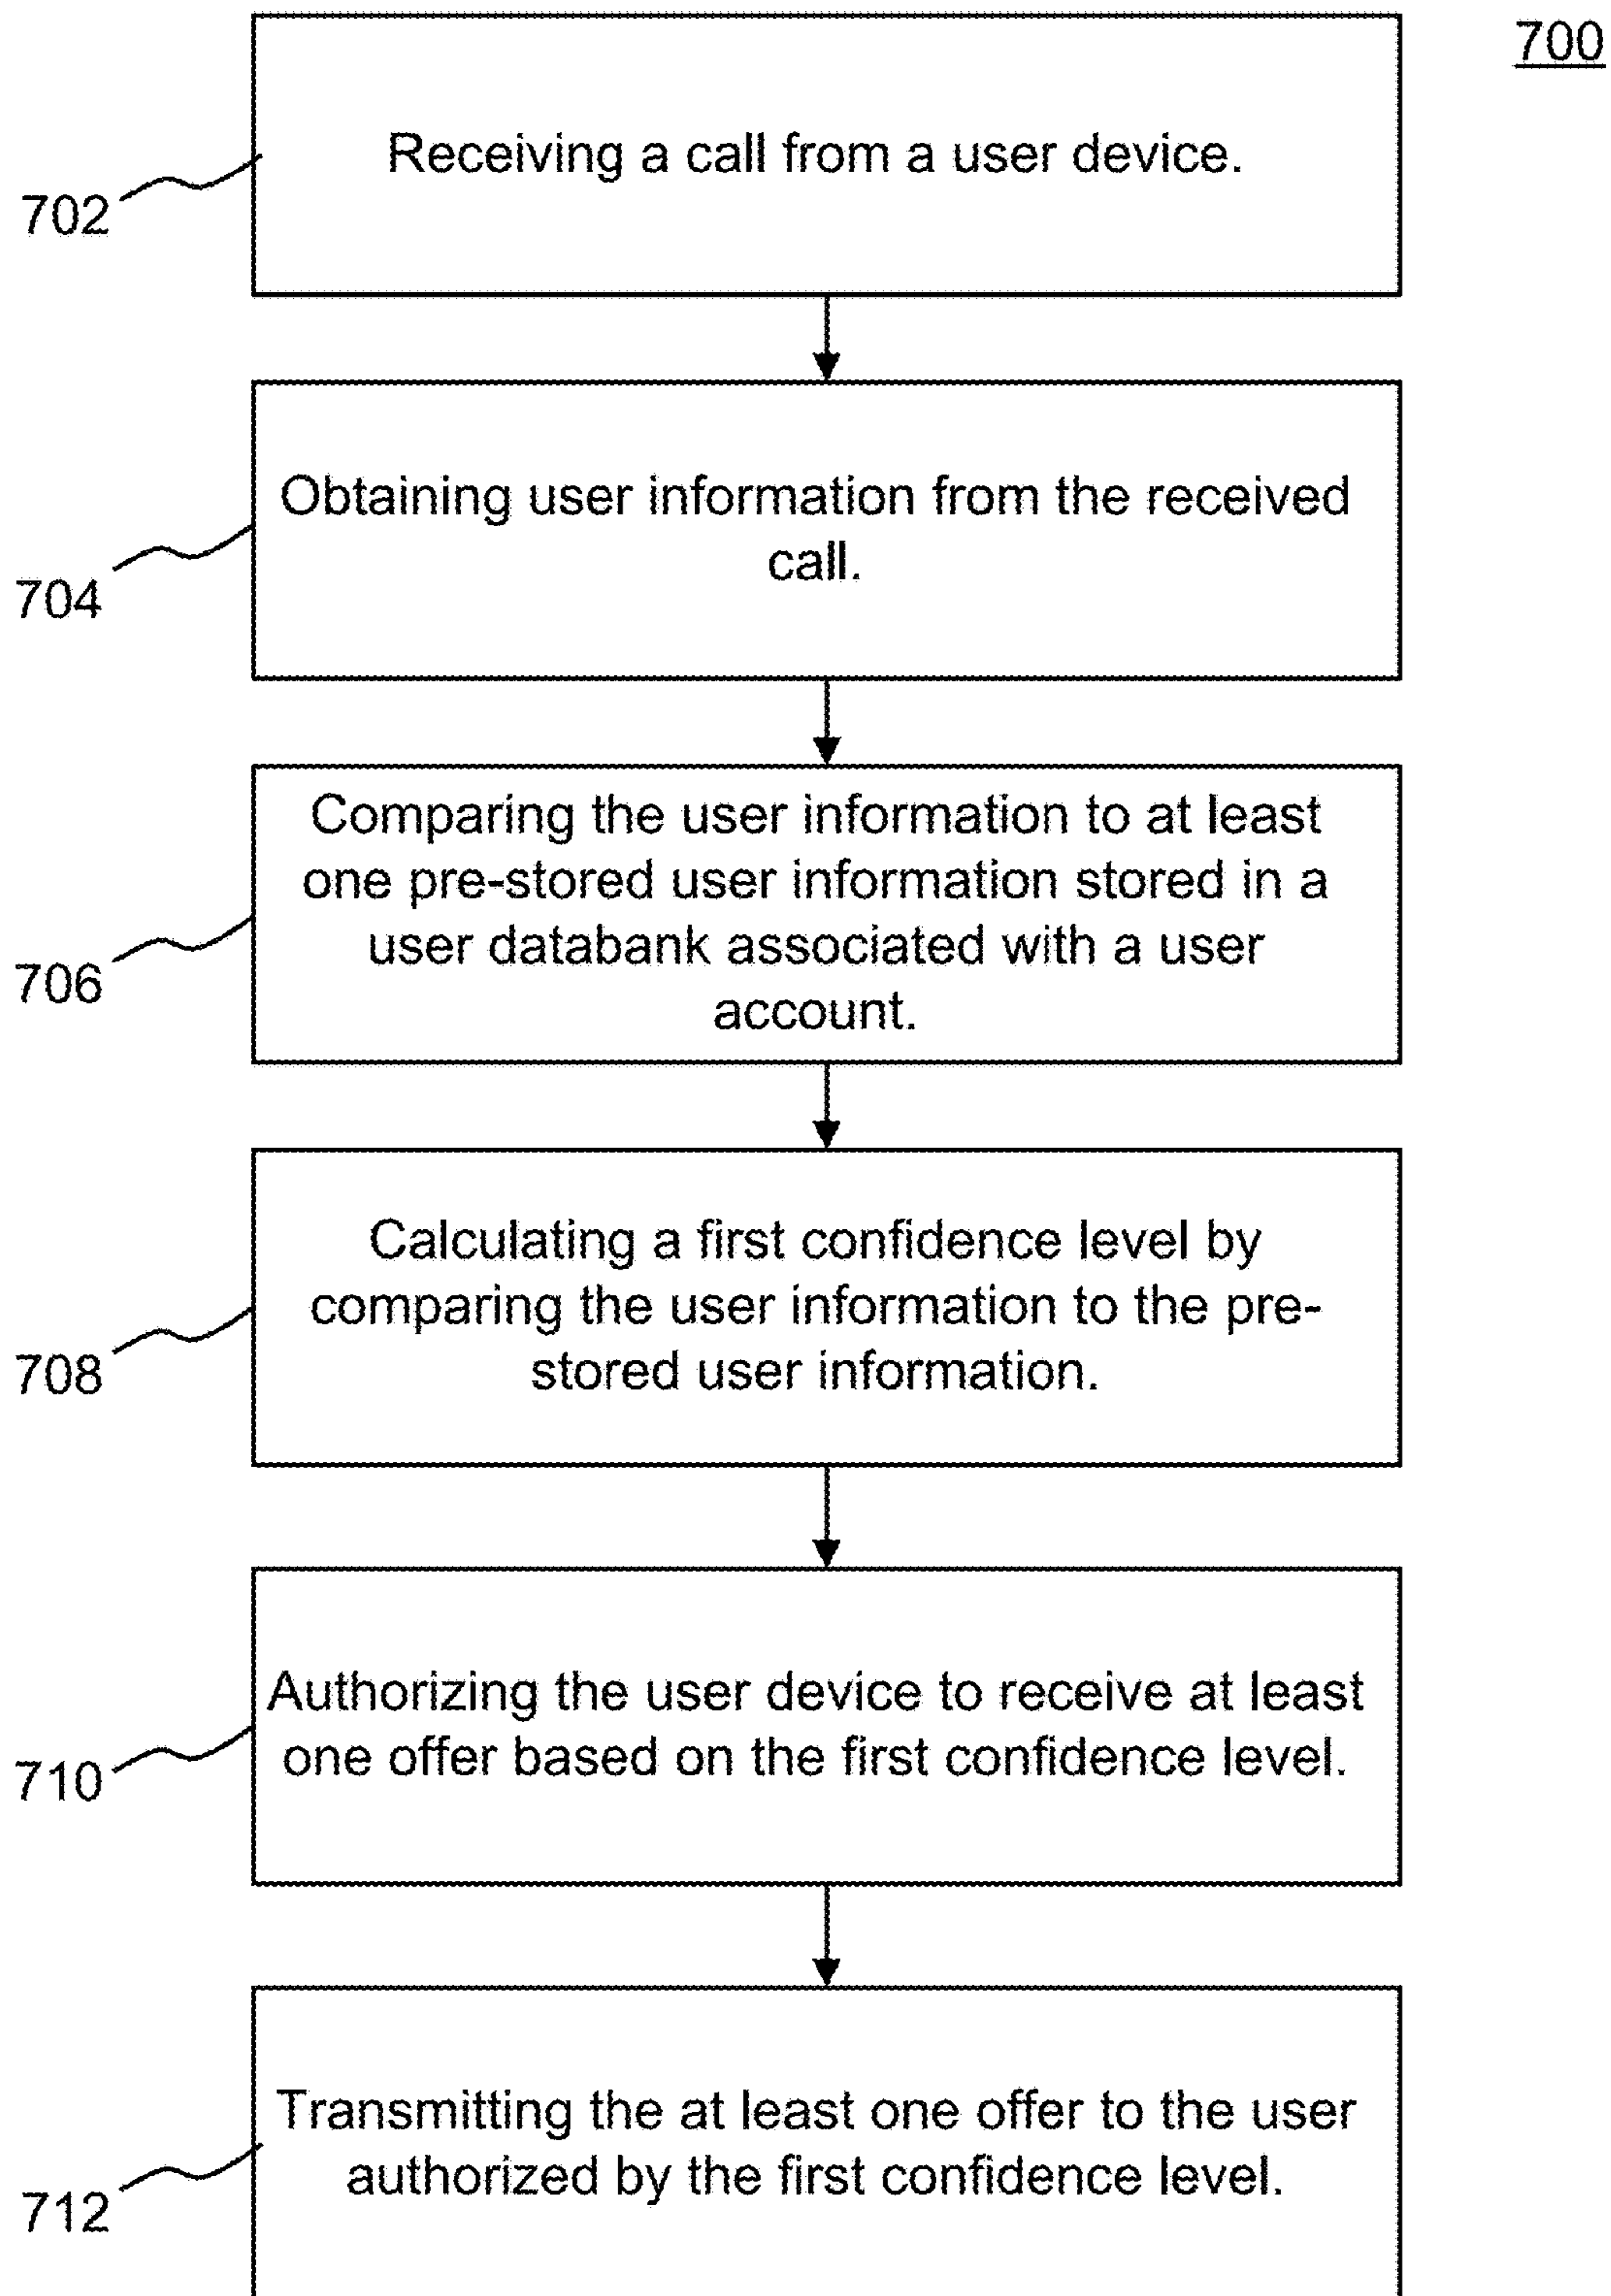 700
Receiving a call from a user device.
702
Obtaining user information from the received
call.
704
Comparing the user information to at least
one pre-stored user information stored in a
user databank associated with a user
account.
706
Calculating a first confidence level by
comparing the user information to the pre-
stored user information.
708
Authorizing the user device to receive at least
one offer based on the first confidence level.
710
Transmitting the at least one offer to the user
authorized by the first confidence level.
712